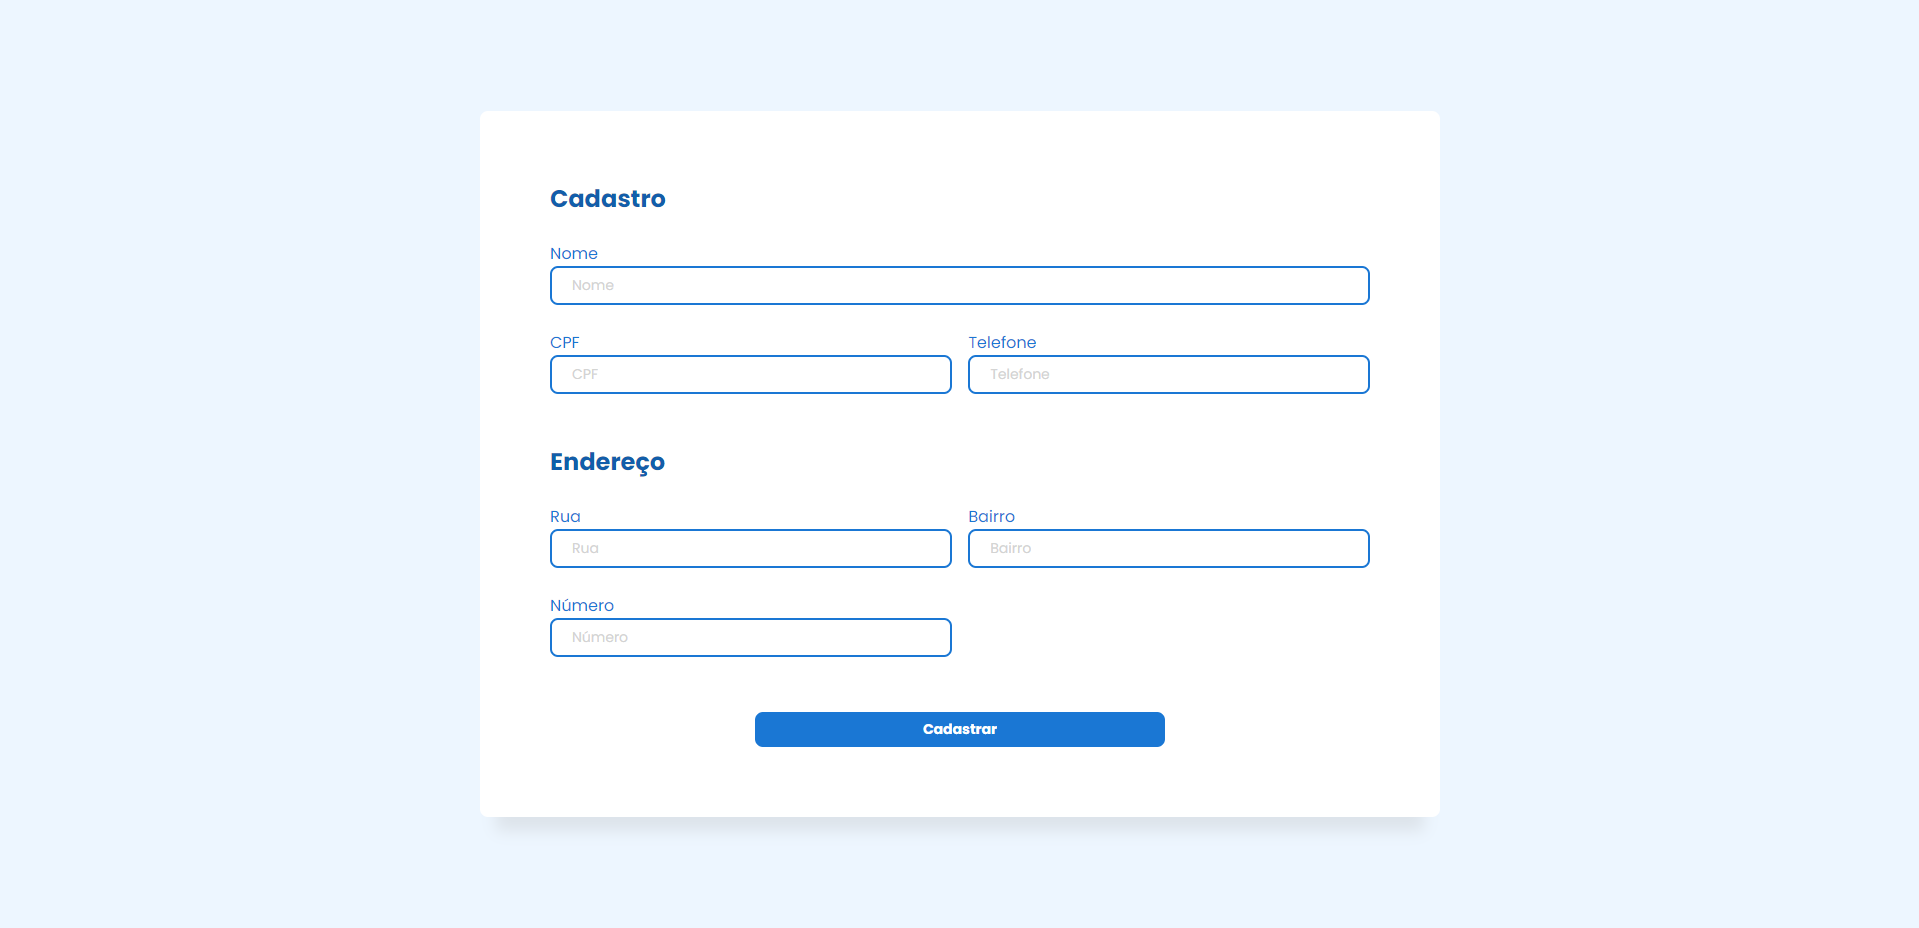 Cadastro
Nome
Nome
CPF
Telefone
CPF
Telefone
Endereço
Rua
Bairro
Rua
Bairro
Número
Número
Cadastrar